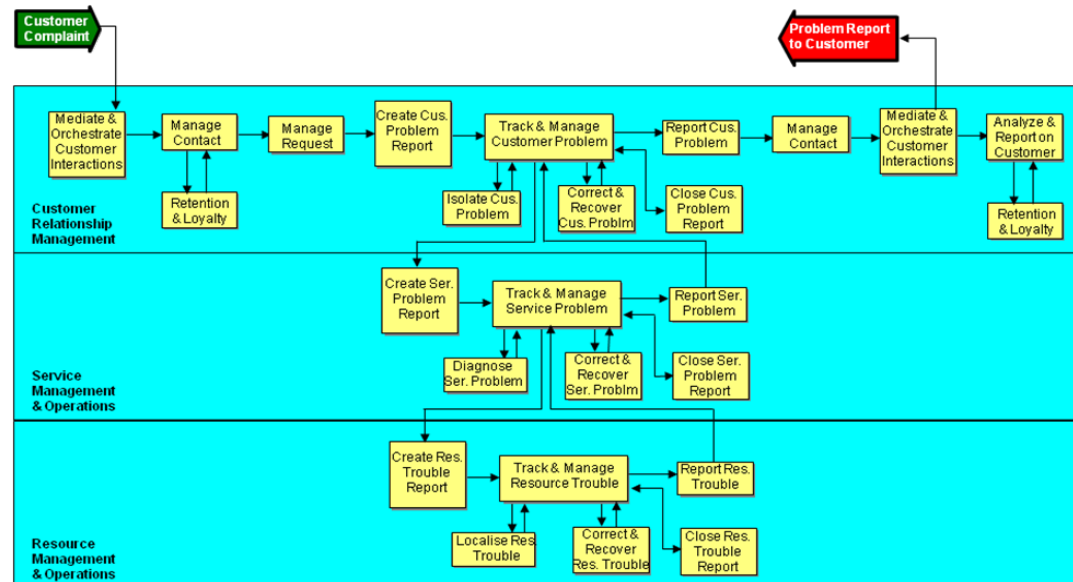 Customer
Complaint
Problem Report
to Customer
Mediate &
Orchestrate
Customer
Interactions
Manage
Contact
Manage
Request
Create Cus.
Problem
Report
Track & Manage
Customer Problem
Report Cus.
Problem
Manage
Contact
Mediate &
Orchestrate
Customer
Interactions
Analyze &
Report on
Customer
Retention
& Loyalty
Isolate Cus.
Problem
Correct &
Recover
Cus. Problm
Close Cus.
Problem
Report
Retention
& Loyalty
Customer
Relationship
Management
Create Ser.
Problem
Report
Track & Manage
Service Problem
Report Ser.
Problem
Diagnose
Ser. Problem
Correct &
Recover
Ser. Problm
Close Ser.
Problem
Report
Service
Management
& Operations
Create Res.
Trouble
Report
Track & Manage
Resource Trouble
Report Res.
Trouble
Localise Res.
Trouble
Correct &
Recover
Res. Trouble
Close Res.
Trouble
Report
Resource
Management
& Operations